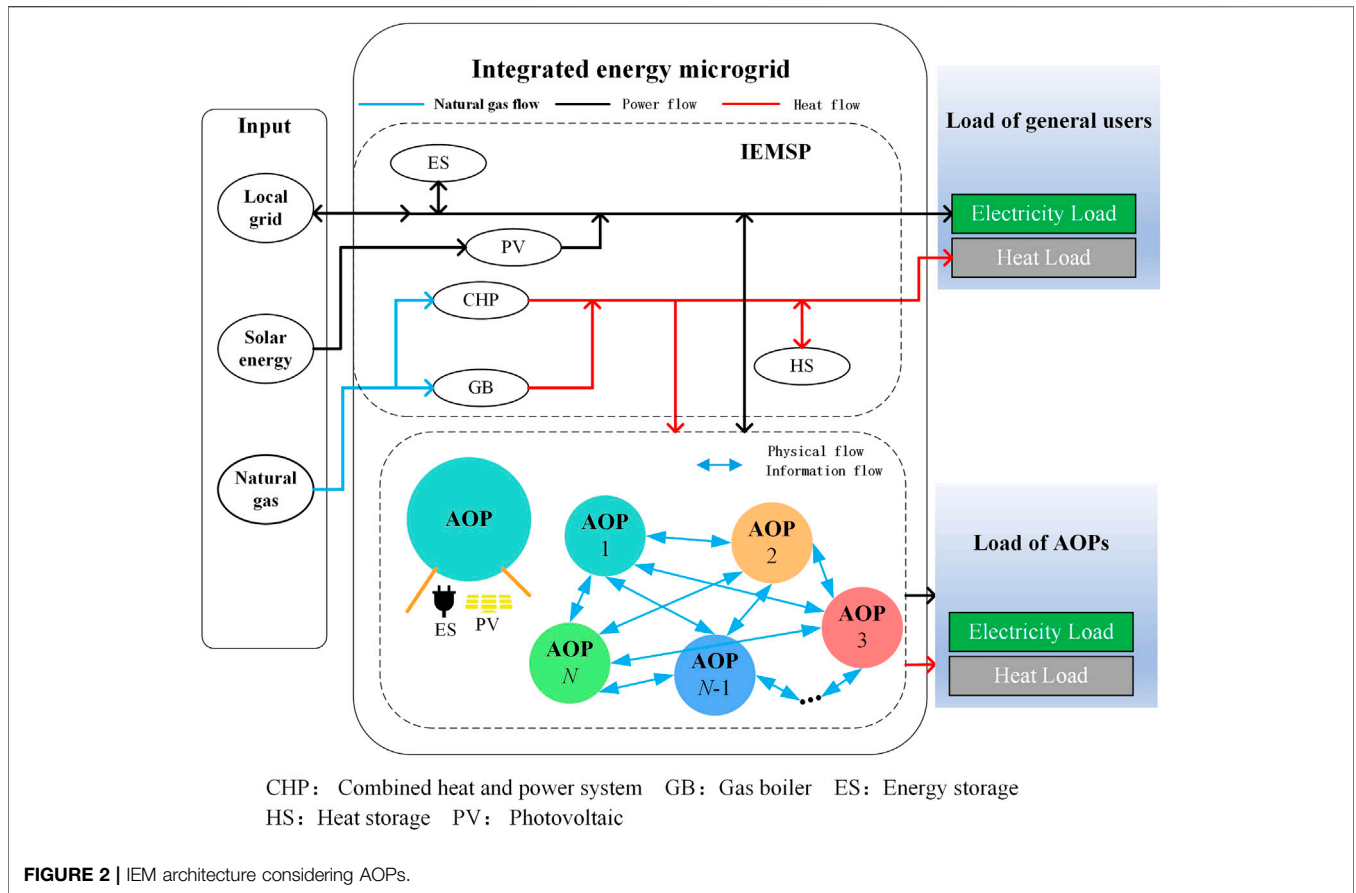 Integrated energy microgrid
Natural gas flow
Power flow
Heat flow
Input
IEMSP
Load of general users
ES
Local
grid
Electricity Load
PV
Heat Load
CHP
Solar
energy
HS
GB
Physical flow
Information flow
Natural
gas
AOP
AOP
1
AOP
2
Load of AOPs
ES
PV
AOP
3
AOP
N
AOP
N-1
...
Electricity Load
Heat Load
CHP： Combined heat and power system GB：Gas boiler ES：Energy storage
HS：Heat storage PV： Photovoltaic
FIGURE 2 | IEM architecture considering AOPs.